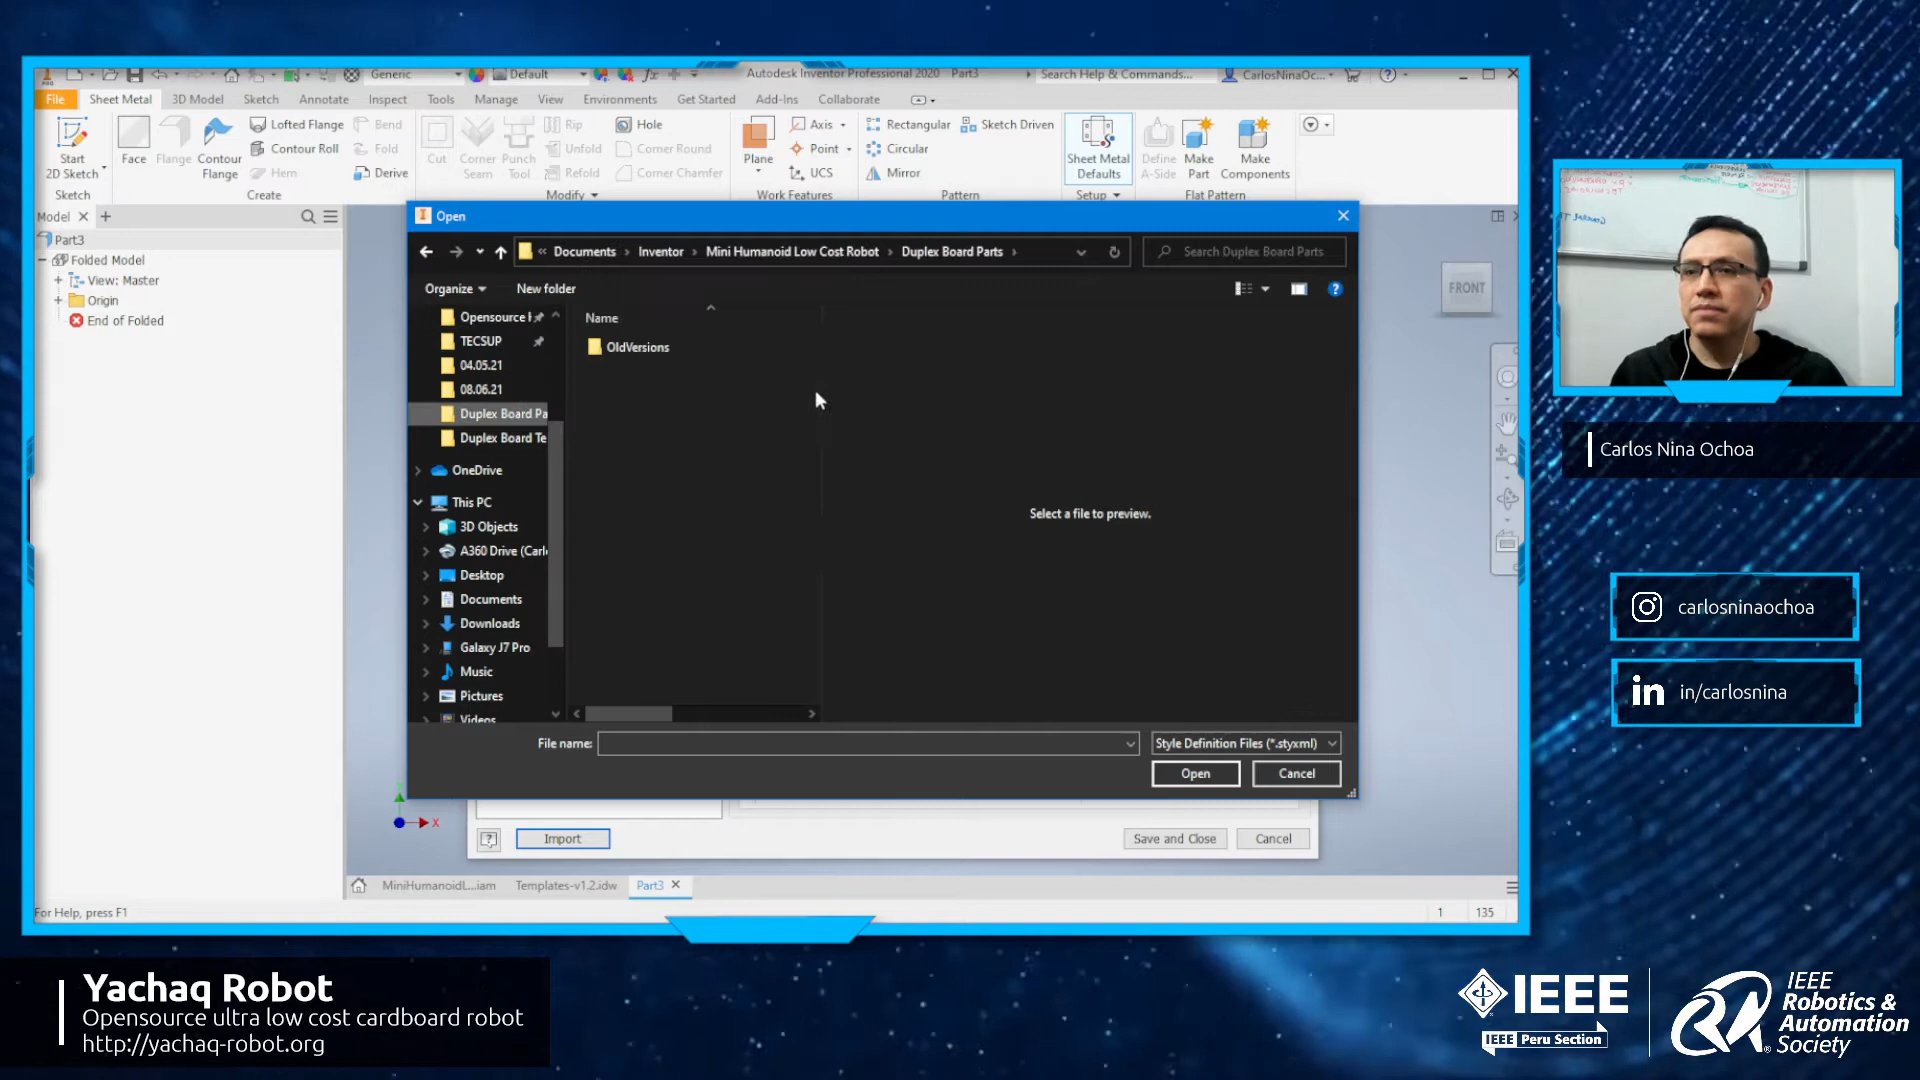 Generic
Default
Autodesk Inventor Professional 2020 Part3
Search Help & Commands...
CarlosNinaOc...
File
Sheet Metal
3D Model
Sketch
Annotate
Inspect
Tools
Manage
View
Environments
Get Started
Add-Ins
Collaborate
Start
2D Sketch
Face
Flange
Contour
Flange
Lofted Flange
Contour Roll
Hem
Bend
Fold
Derive
Cut
Corner
Seam
Punch
Tool
Rip
Unfold
Refold
Hole
Corner Round
Corner Chamfer
Plane
Axis
Point
UCS
Rectangular
Circular
Mirror
Sketch Driven
Sheet Metal
Defaults
Define
A-Side
Make
Part
Make
Components
Sketch
Create
Modify
Work Features
Pattern
Setup
Flat Pattern
Model
Part3
Folded Model
View: Master
Origin
End of Folded
Open
« Documents > Inventor > Mini Humanoid Low Cost Robot > Duplex Board Parts >
Search Duplex Board Parts
Organize
New folder
Name
OldVersions
Opensource
TECSUP
04.05.21
08.06.21
Duplex Board Pa
Duplex Board Te
OneDrive
This PC
3D Objects
A360 Drive (Carl
Desktop
Documents
Downloads
Galaxy J7 Pro
Music
Pictures
Videos
Select a file to preview.
File name:
Style Definition Files (*.styxml)
Open
Cancel
Import
Save and Close
Cancel
FRONT
X
MiniHumanoidL...iam
Templates-v1.2.idw
Part3
For Help, press F1
1
135
Carlos Nina Ochoa
carlosninaochoa
in/carlosnina
Yachaq Robot
Opensource ultra low cost cardboard robot
http://yachaq-robot.org
IEEE
IEEE Peru Section
IEEE
Robotics &
Automation
Society